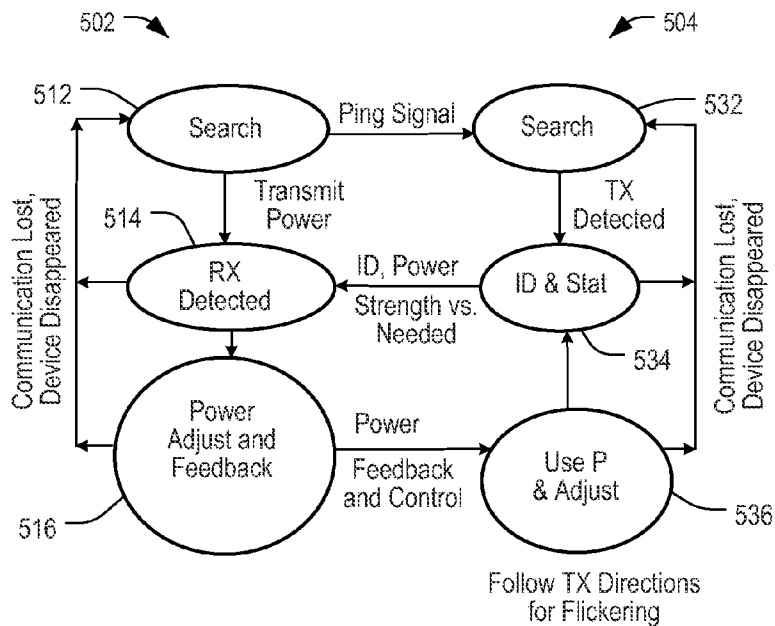 502
504
512
Search
Ping Signal
Search
532
Transmit
Power
TX
Detected
514
RX
Detected
ID, Power
Strength vs.
Needed
ID & Stat
534
Communication Lost,
Device Disappeared
Communication Lost,
Device Disappeared
Power
Adjust and
Feedback
Power
Feedback
and Control
Use P
& Adjust
516
536
Follow TX Directions
for Flickering